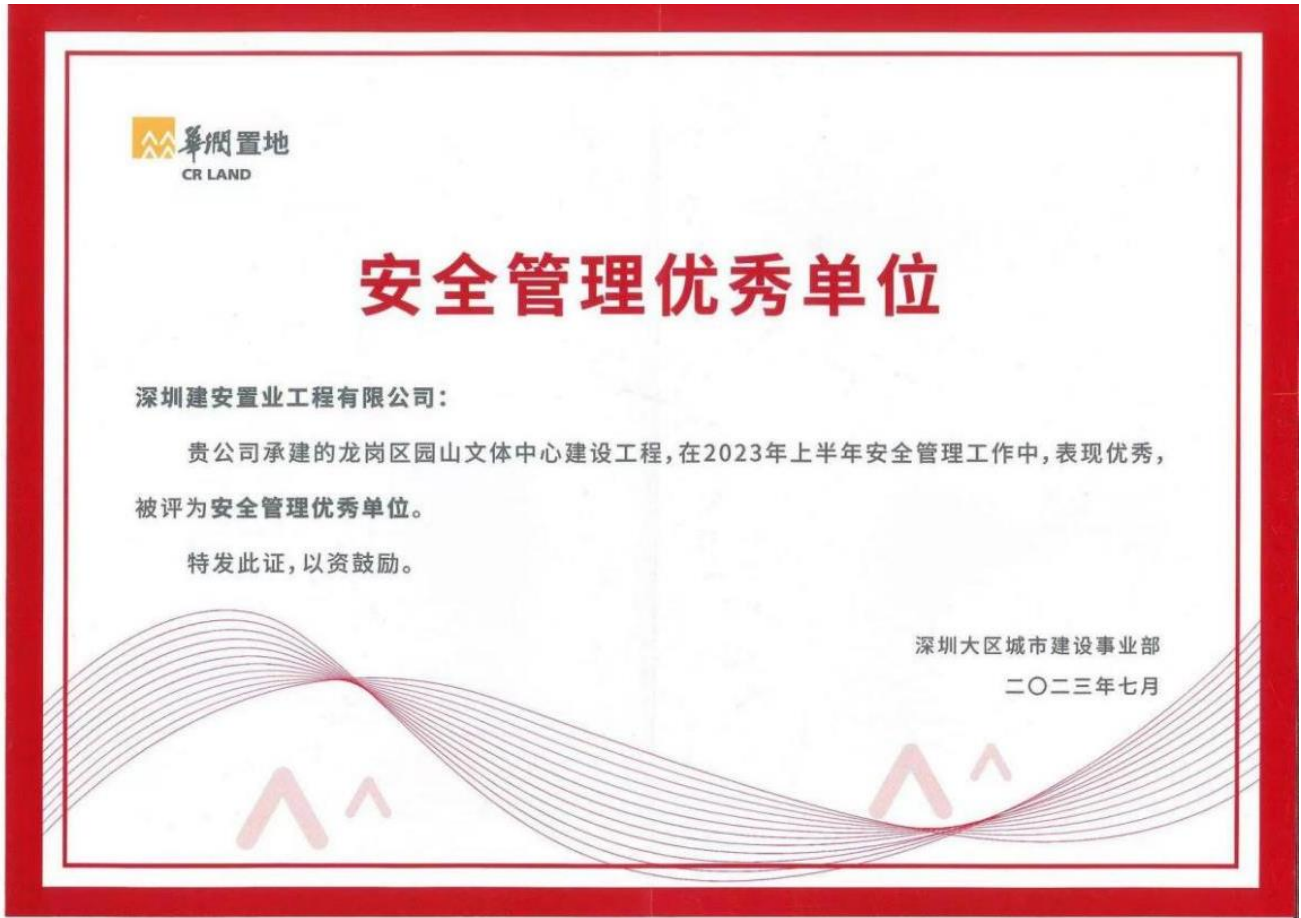 華潤置地
CR LAND
安全管理优秀单位
深圳建安置业工程有限公司：
贵公司承建的龙岗区园山文体中心建设工程，在2023年上半年安全管理工作中，表现优秀，
被评为安全管理优秀单位。
特发此证，以资鼓励。
深圳大区城市建设事业部
二〇二三年七月